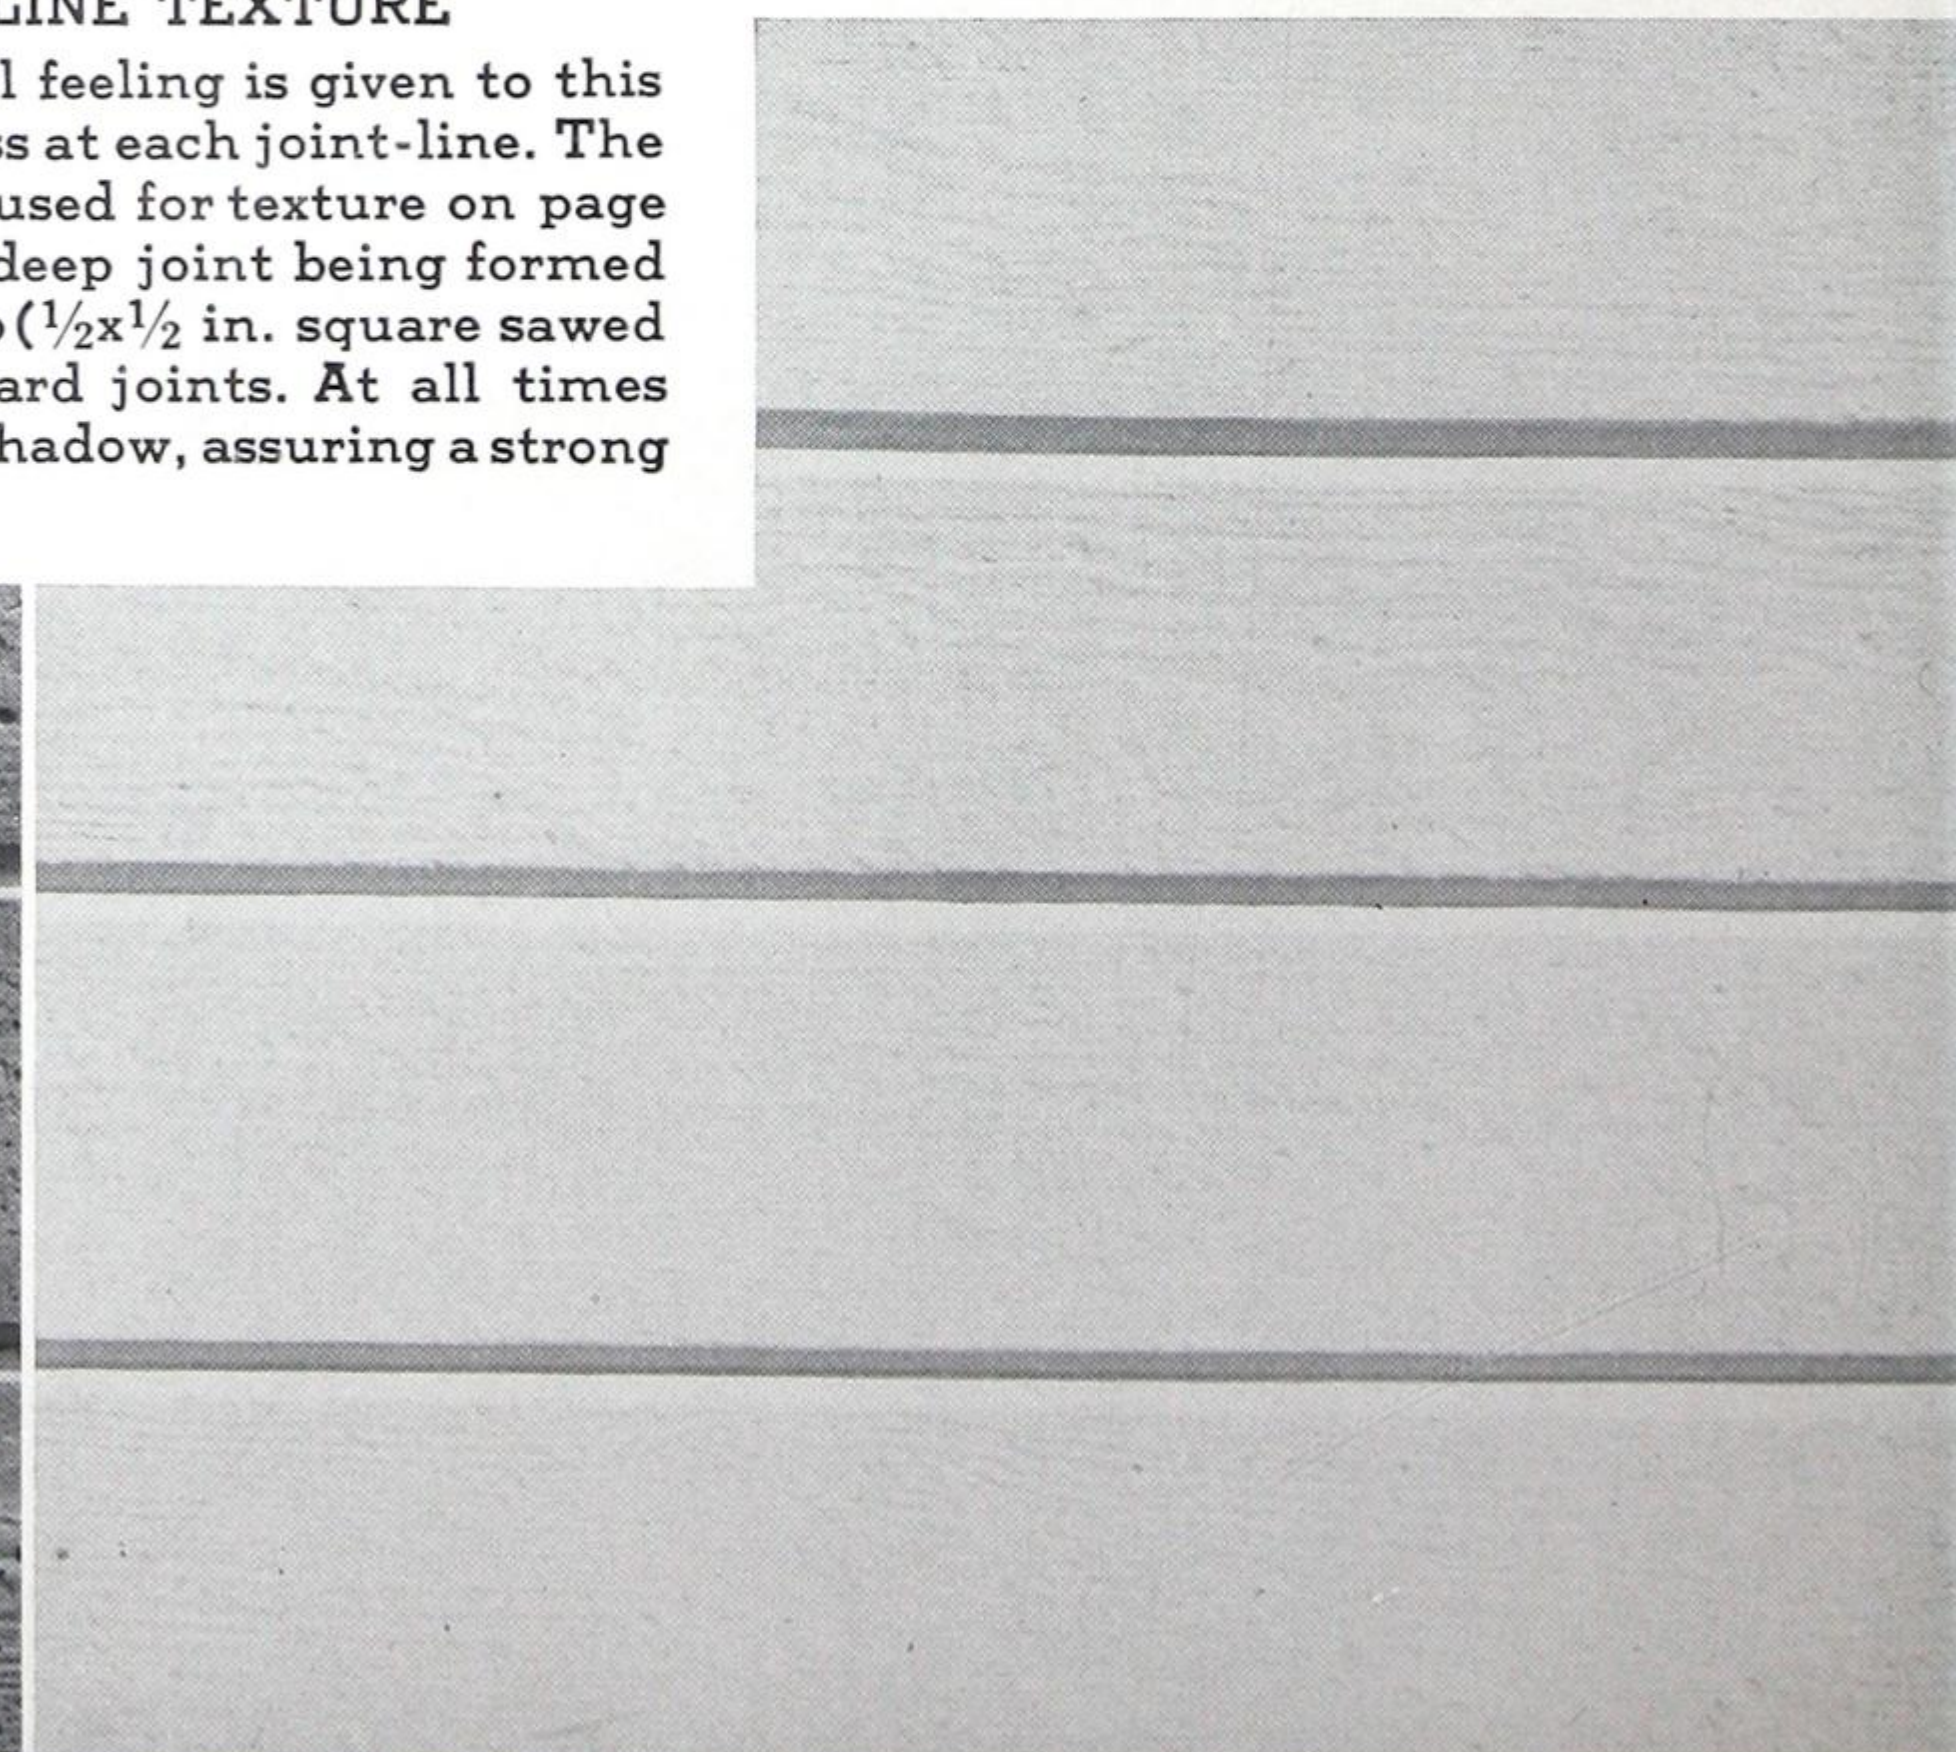 LINE TEXTURE
l feeling is given to this
ss at each joint-line. The
used for texture on page
deep joint being formed
(½x½ in. square sawed
ard joints. At all times
hadow, assuring a strong